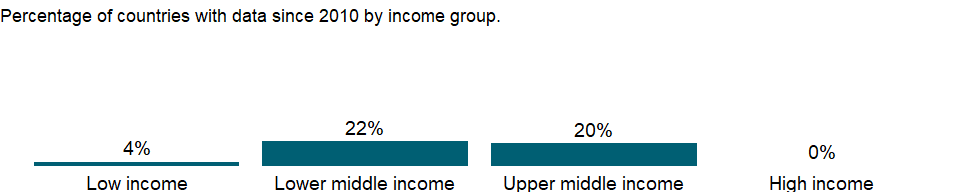 Percentage of countries with data since 2010 by income group.
22%
20%
4%
0%
Low income
Lower middle income
Upper middle income
High income